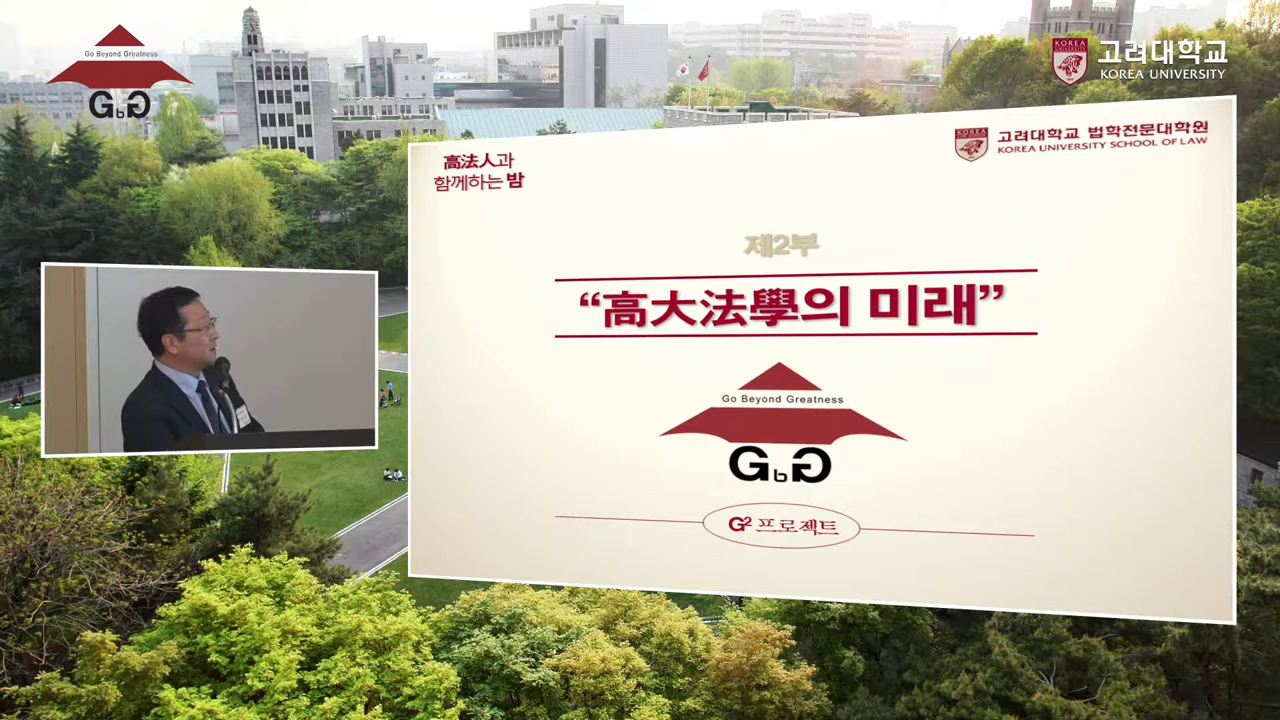 Go Beyond Greatness
GbG
고려대학교
KOREA UNIVERSITY
高法人과
함께하는 밤
고려대학교 법학전문대학원
KOREA UNIVERSITY SCHOOL OF LAW
제2부
“高大法學의 미래”
Go Beyond Greatness
GbG
G² 프로젝트